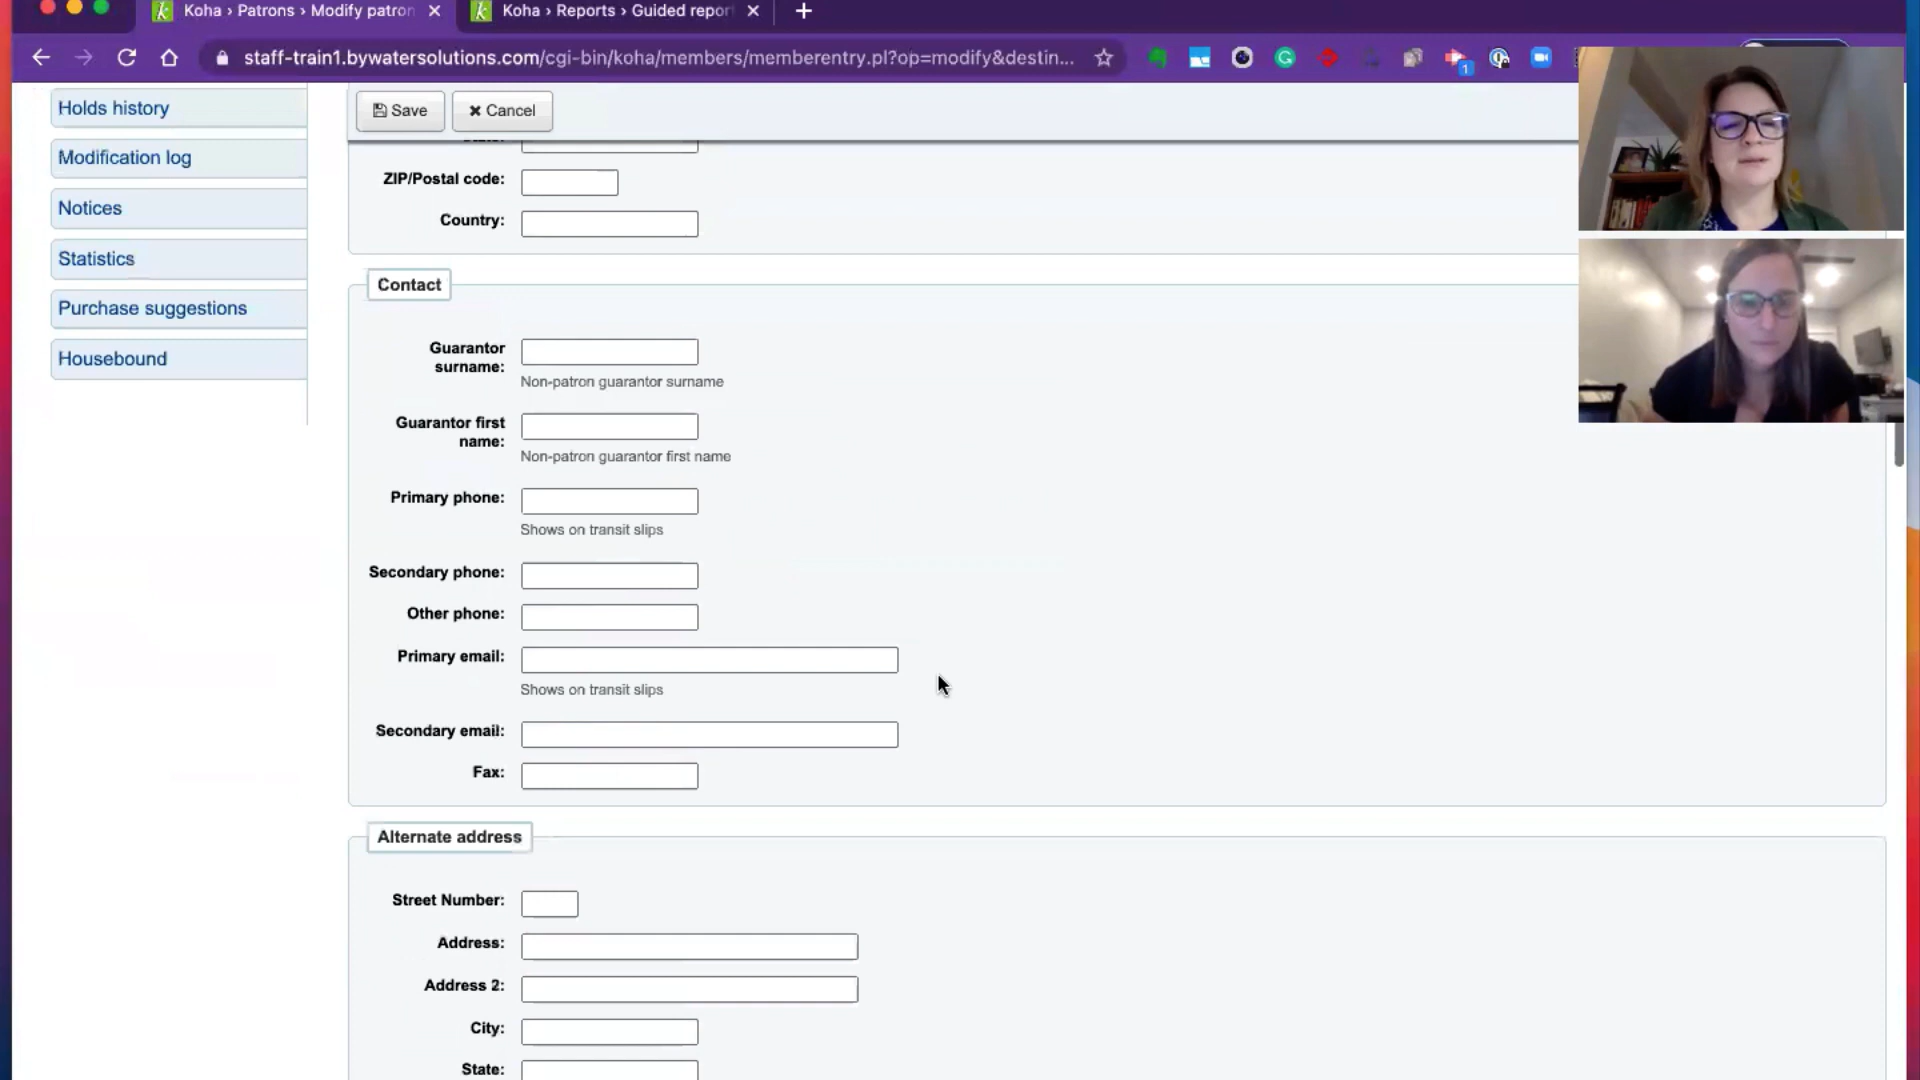 Koha › Patrons › Modify patron
Koha › Reports › Guided repor
staff-train1.bywatersolutions.com/cgi-bin/koha/members/memberentry.pl?op=modify&destin...
1
Holds history
Modification log
Notices
Statistics
Purchase suggestions
Housebound
Save
Cancel
ZIP/Postal code:
Country:
Contact
Guarantor
surname:
Non-patron guarantor surname
Guarantor first
name:
Non-patron guarantor first name
Primary phone:
Shows on transit slips
Secondary phone:
Other phone:
Primary email:
Shows on transit slips
Secondary email:
Fax:
Alternate address
Street Number:
Address:
Address 2:
City:
State: